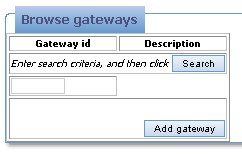 Browse gateways
Gateway id Description
Enter search criteria, and then click Search
Add gateway